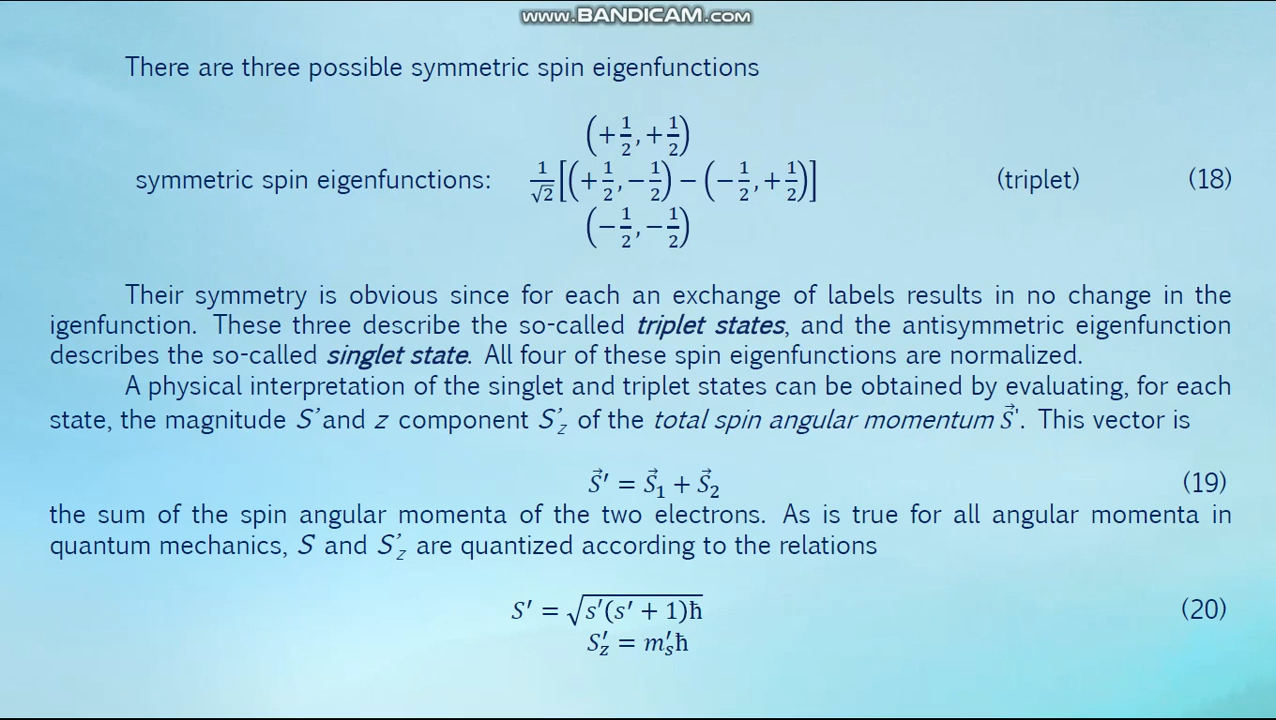 www.BANDICAM.com
There are three possible symmetric spin eigenfunctions
(+1/2, +1/2)
symmetric spin eigenfunctions: 1/√2[(+1/2, −1/2) − (−1/2, +1/2)] (triplet) (18)
(−1/2, −1/2)
Their symmetry is obvious since for each an exchange of labels results in no change in the
igenfunction. These three describe the so-called triplet states, and the antisymmetric eigenfunction
describes the so-called singlet state. All four of these spin eigenfunctions are normalized.
A physical interpretation of the singlet and triplet states can be obtained by evaluating, for each
state, the magnitude S’and z component S’z of the total spin angular momentum S⃗'. This vector is
S⃗′ = S⃗₁ + S⃗₂ (19)
the sum of the spin angular momenta of the two electrons. As is true for all angular momenta in
quantum mechanics, S and S’z are quantized according to the relations
S′ = √s′(s′ + 1)ħ (20)
S′z = m′sħ